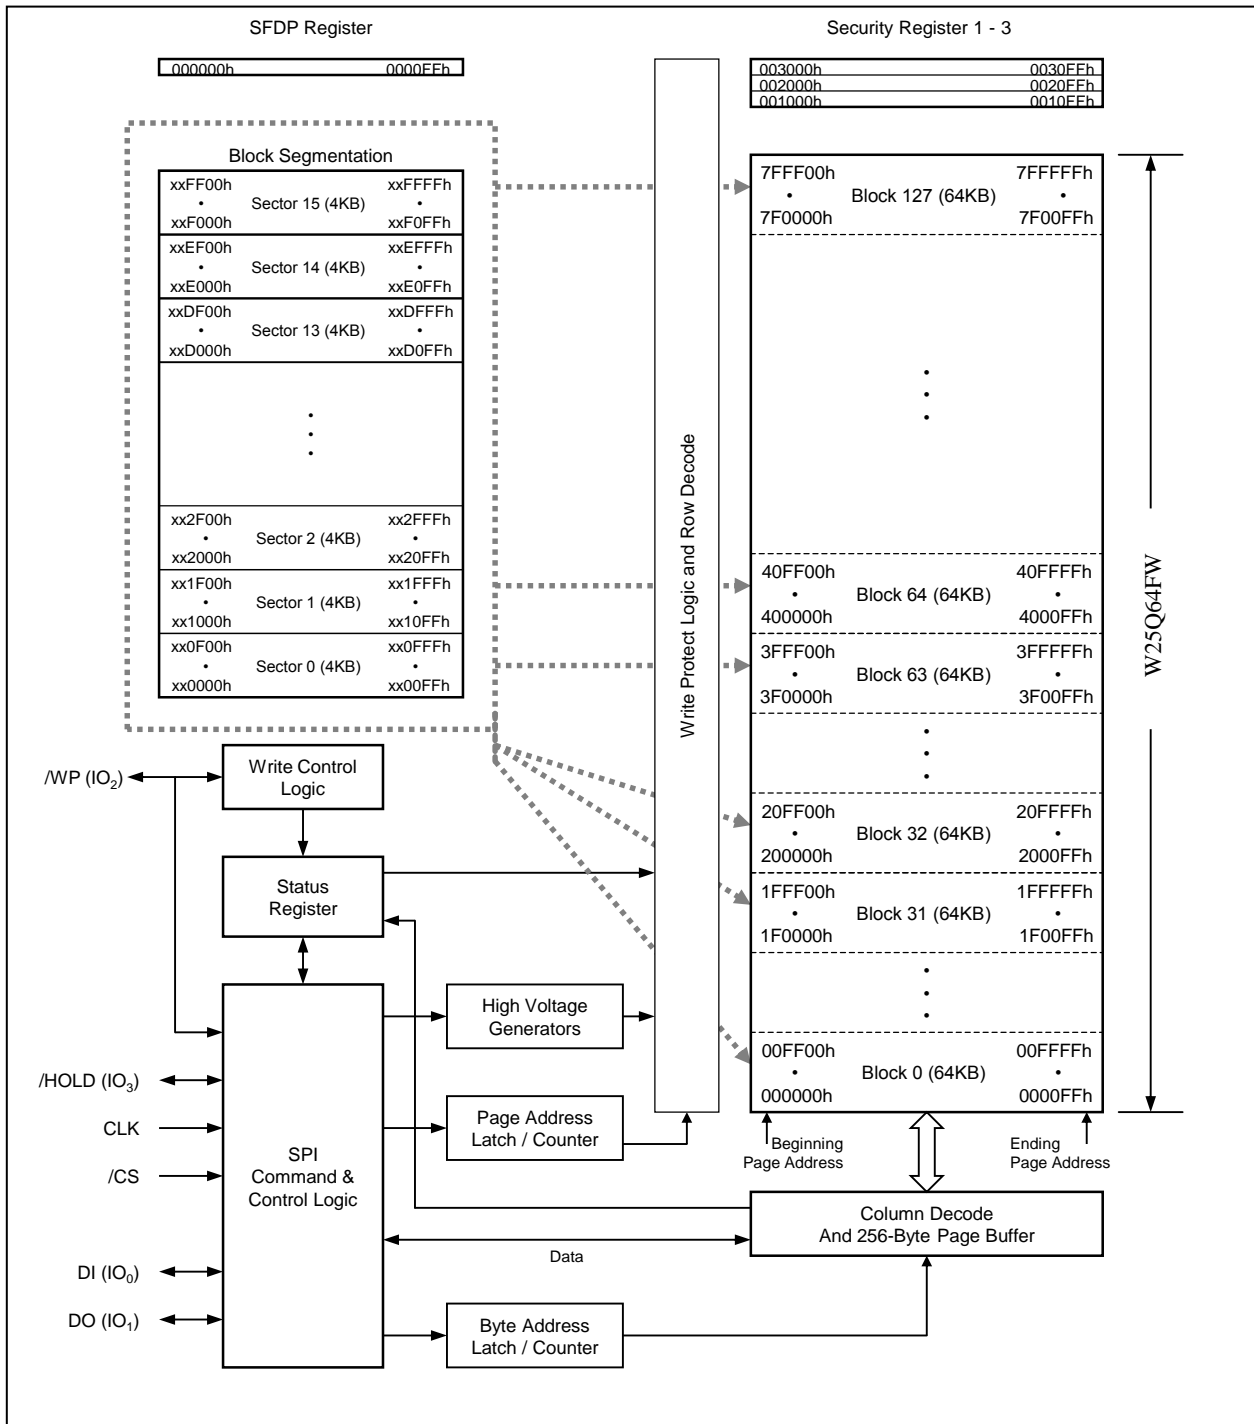 SFDP Register
000000h 0000FFh
Security Register 1 - 3
003000h 0030FFh
002000h 0020FFh
001000h 0010FFh
Block Segmentation
xxFF00h xxFFFFh
• Sector 15 (4KB) •
xxF000h xxF0FFh
xxEF00h xxEFFFh
• Sector 14 (4KB) •
xxE000h xxE0FFh
xxDF00h xxDFFFh
• Sector 13 (4KB) •
xxD000h xxD0FFh
xx2F00h xx2FFFh
• Sector 2 (4KB) •
xx2000h xx20FFh
xx1F00h xx1FFFh
• Sector 1 (4KB) •
xx1000h xx10FFh
xx0F00h xx0FFFh
• Sector 0 (4KB) •
xx0000h xx00FFh
Write Protect Logic and Row Decode
7FFF00h 7FFFFFh
• Block 127 (64KB) •
7F0000h 7F00FFh
40FF00h 40FFFFh
• Block 64 (64KB) •
400000h 4000FFh
3FFF00h 3FFFFFh
• Block 63 (64KB) •
3F0000h 3F00FFh
20FF00h 20FFFFh
• Block 32 (64KB) •
200000h 2000FFh
1FFF00h 1FFFFFh
• Block 31 (64KB) •
1F0000h 1F00FFh
00FF00h 00FFFFh
• Block 0 (64KB) •
000000h 0000FFh
W25Q64FW
Beginning
Page Address
Ending
Page Address
/WP (IO2)
Write Control
Logic
Status
Register
/HOLD (IO3)
CLK
/CS
DI (IO0)
DO (IO1)
SPI
Command &
Control Logic
High Voltage
Generators
Page Address
Latch / Counter
Column Decode
And 256-Byte Page Buffer
Data
Byte Address
Latch / Counter